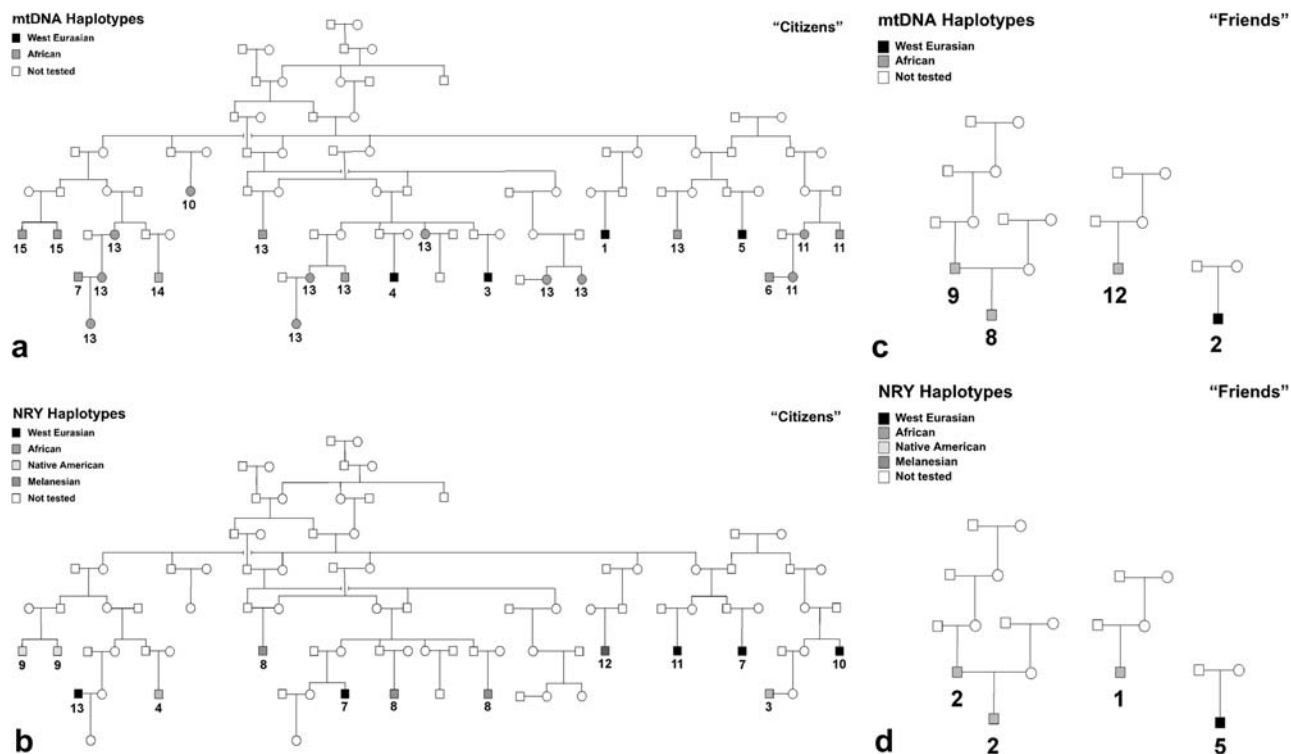 mtDNA Haplotypes
West Eurasian
African
Not tested
"Citizens"
10
15 15 13 13 13 1 13 5 11 11
7 13 14 13 13 4 3 13 13 6 11
13 13
a
NRY Haplotypes
West Eurasian
African
Native American
Melanesian
Not tested
"Citizens"
9 9 8 12 11 7 10
13 4 7 8 8 3
b
mtDNA Haplotypes
West Eurasian
African
Not tested
"Friends"
9 12
8 2
c
NRY Haplotypes
West Eurasian
African
Native American
Melanesian
Not tested
"Friends"
2 1
2 5
d